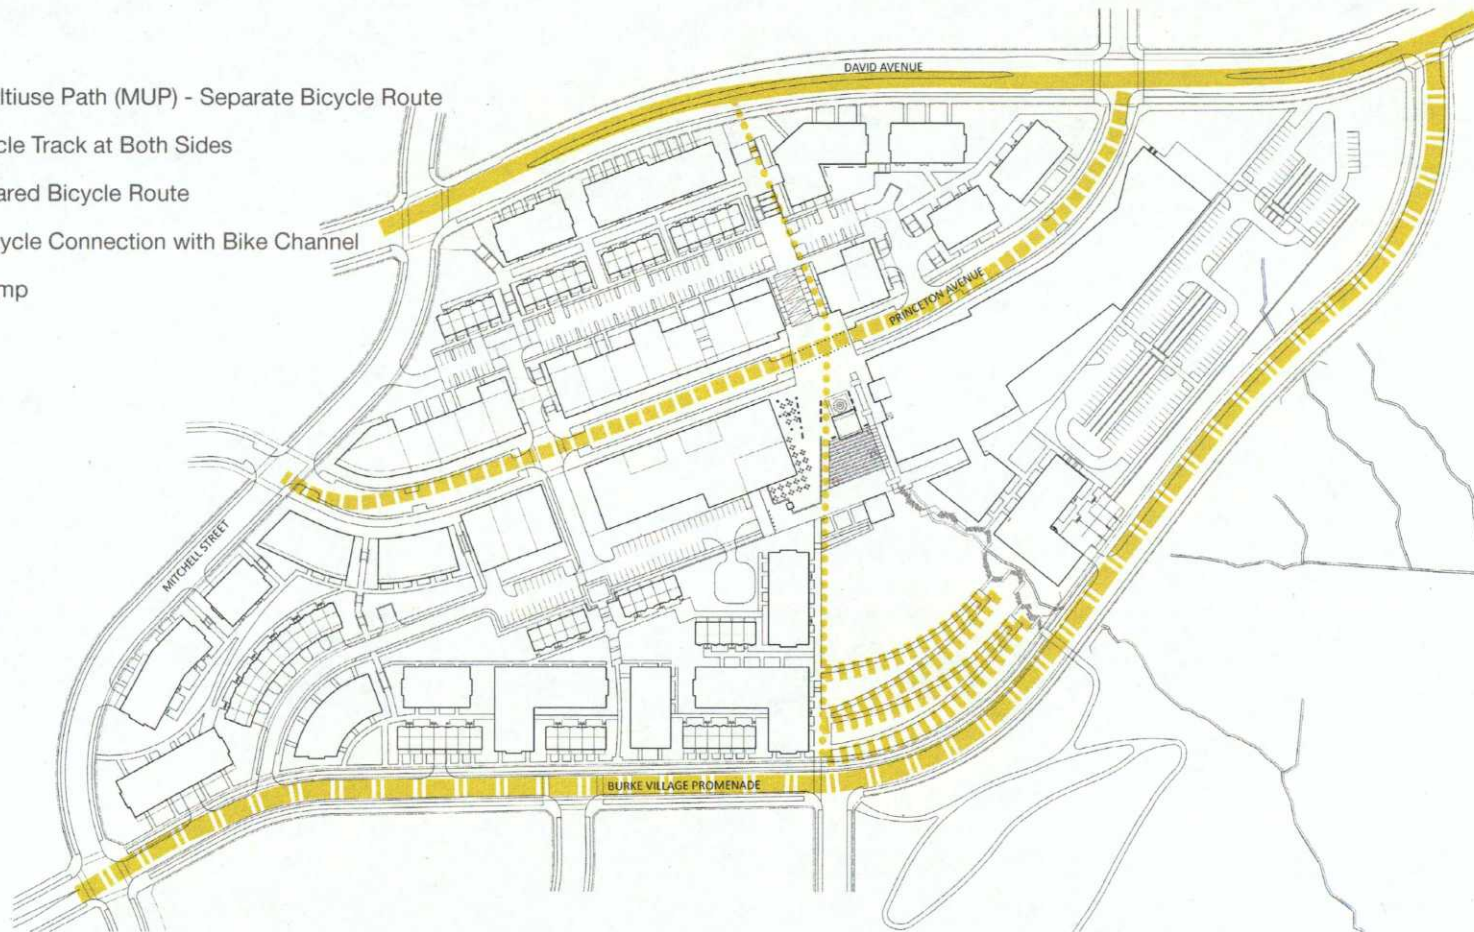 ltiuse Path (MUP) - Separate Bicycle Route
cle Track at Both Sides
ared Bicycle Route
ycle Connection with Bike Channel
mp
DAVID AVENUE
PRINCETON AVENUE
MITCHELL STREET
BURKE VILLAGE PROMENADE